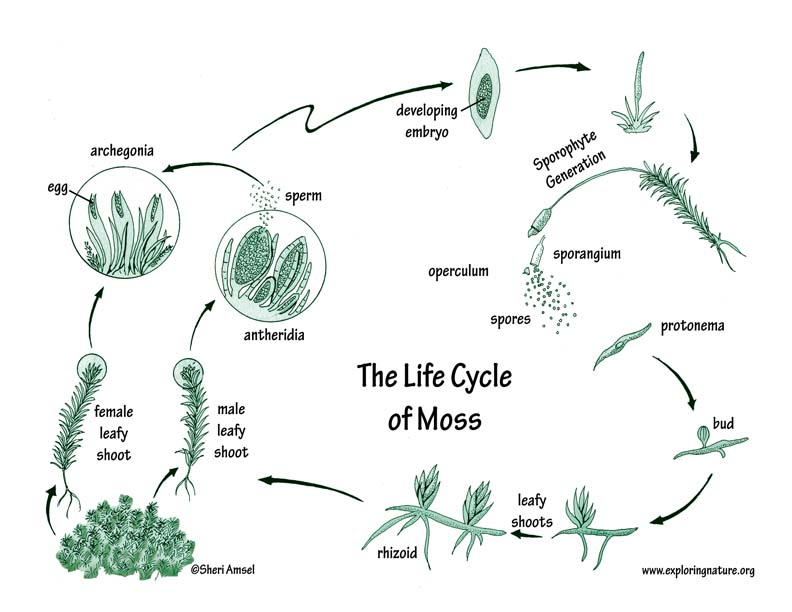 developing
embryo
archegonia
egg
sperm
Sporophyte
Generation
operculum
sporangium
spores
antheridia
protonema
The Life Cycle
of Moss
female
leafy
shoot
male
leafy
shoot
bud
leafy
shoots
rhizoid
©Sheri Amsel
www.exploringnature.org